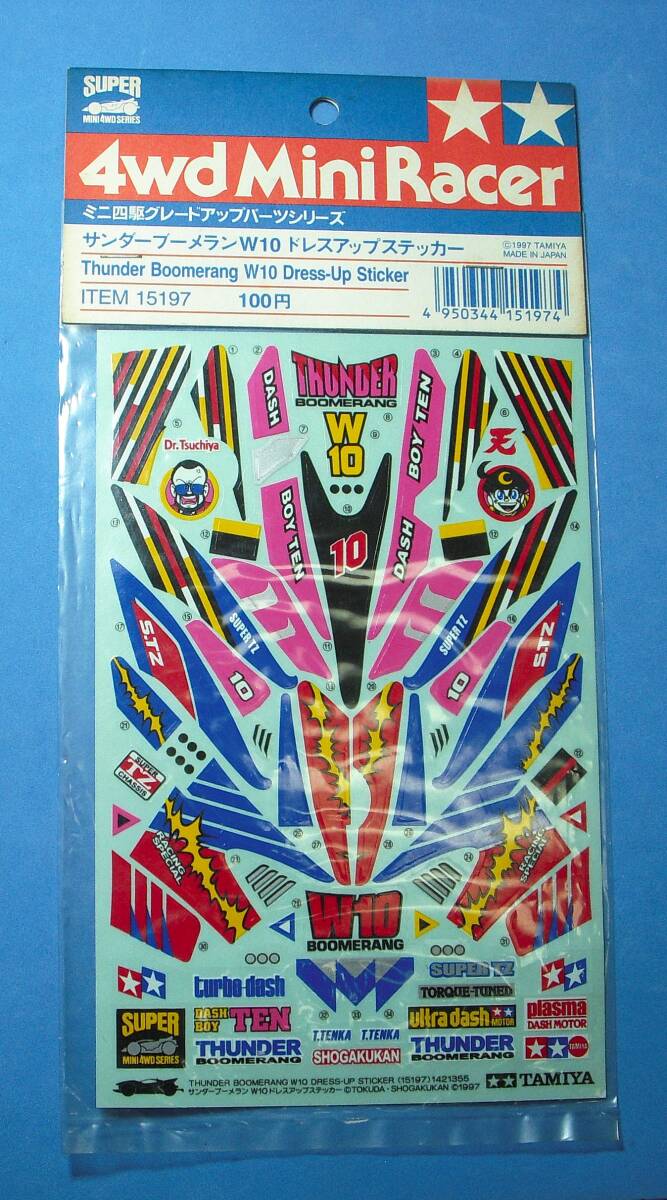 SUPER
MINI 4WD SERIES
4wd Mini Racer
ミニ四駆グレードアップパーツシリーズ
サンダーブーメランW10 ドレスアップステッカー
©1997 TAMIYA
MADE IN JAPAN
Thunder Boomerang W10 Dress-Up Sticker
ITEM 15197 100円
4 950344 151974
THUNDER
BOOMERANG
W
10
DASH
BOY TEN
BOY TEN
DASH
Dr.Tsuchiya
天
10
SUPER TZ
SUPER TZ
S.TZ
S.TZ
10
10
SUPER
TZ
CHASSIS
RACING
SPECIAL
RACING
SPECIAL
W10
BOOMERANG
turbo-dash
SUPER TZ
TORQUE-TUNED
SUPER
MINI 4WD SERIES
DASH
BOY TEN
THUNDER
BOOMERANG
T.TENKA T.TENKA
SHOGAKUKAN
ultra dash
MOTOR
THUNDER
BOOMERANG
plasma
DASH MOTOR
TAMIYA
THUNDER BOOMERANG W10 DRESS-UP STICKER (15197) 1421355
サンダーブーメラン W10ドレスアップステッカー ©TOKUDA・SHOGAKUKAN ©1997
TAMIYA